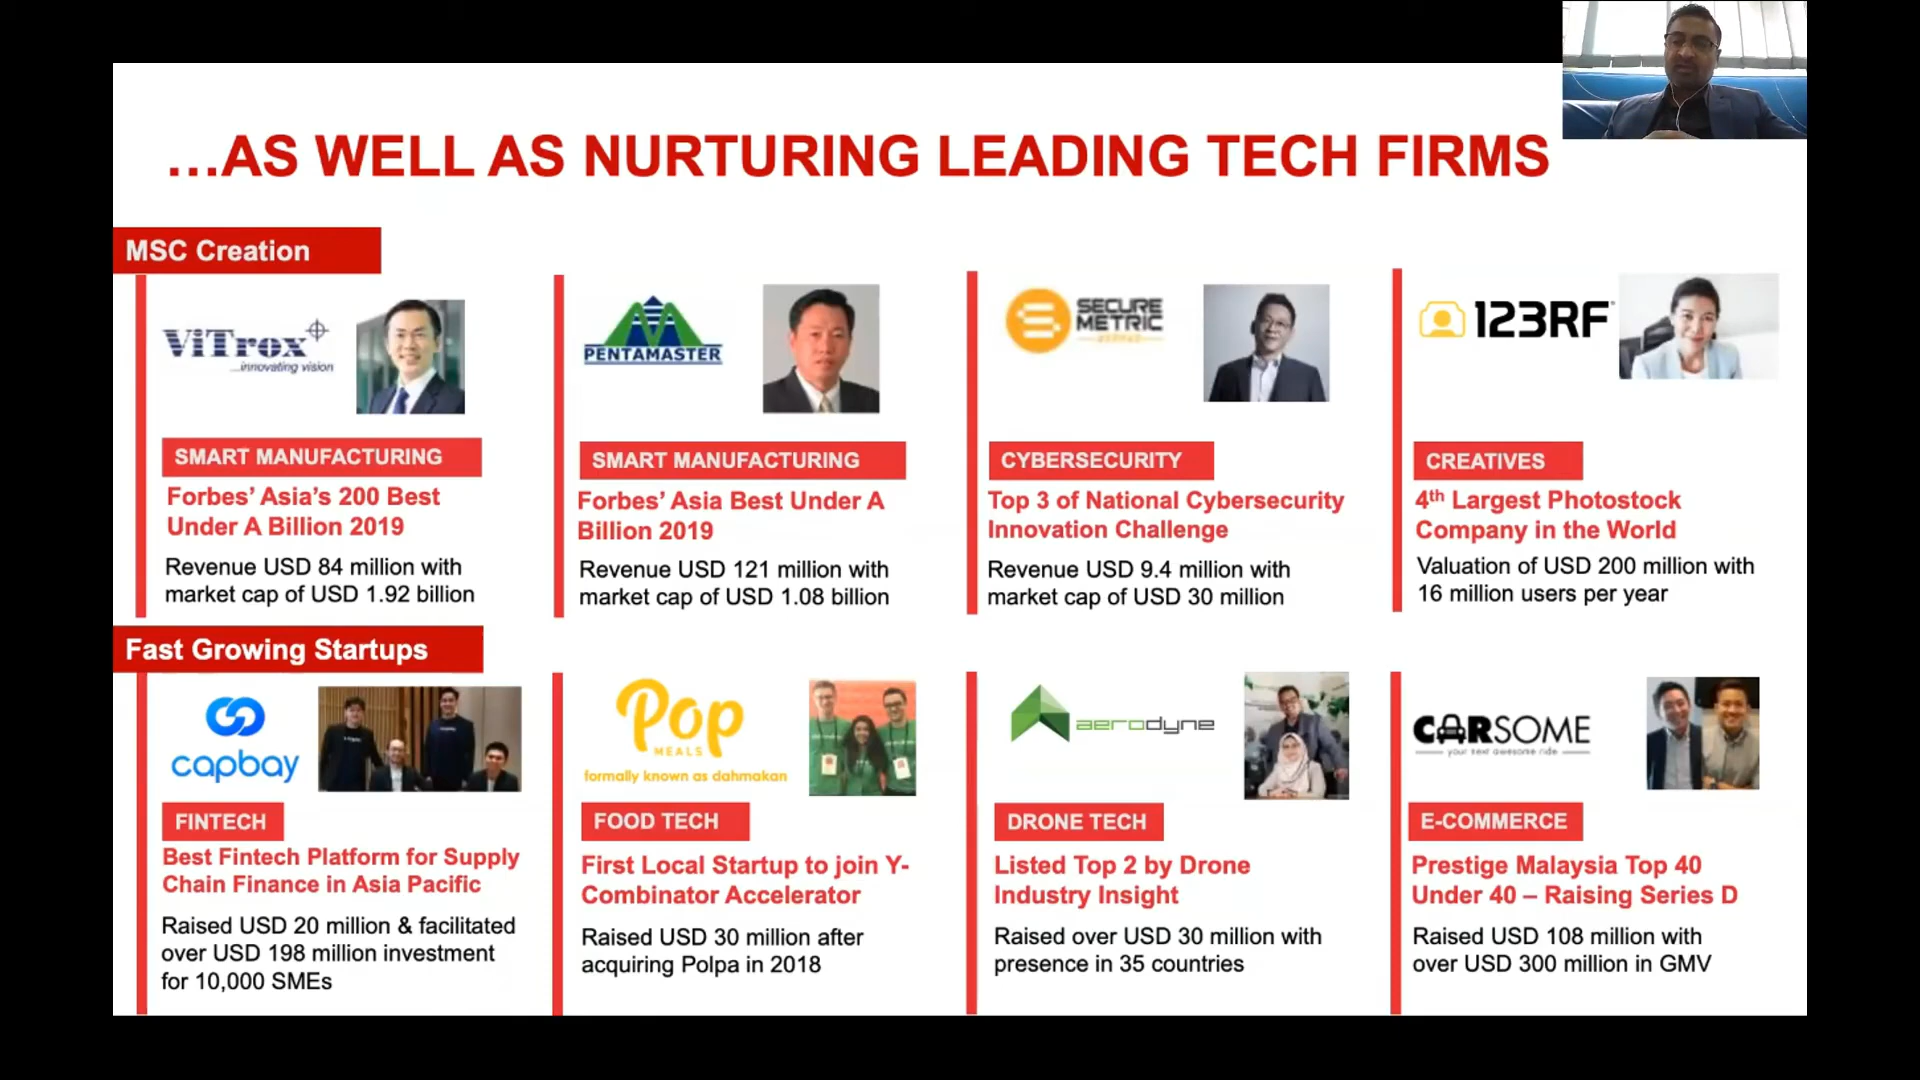 ...AS WELL AS NURTURING LEADING TECH FIRMS
MSC Creation
ViTrox
...innovating vision
SMART MANUFACTURING
Forbes' Asia's 200 Best
Under A Billion 2019
Revenue USD 84 million with
market cap of USD 1.92 billion
PENTAMASTER
SMART MANUFACTURING
Forbes' Asia Best Under A
Billion 2019
Revenue USD 121 million with
market cap of USD 1.08 billion
SECURE
METRIC
CYBERSECURITY
Top 3 of National Cybersecurity
Innovation Challenge
Revenue USD 9.4 million with
market cap of USD 30 million
123RF
CREATIVES
4th Largest Photostock
Company in the World
Valuation of USD 200 million with
16 million users per year
Fast Growing Startups
capbay
FINTECH
Best Fintech Platform for Supply
Chain Finance in Asia Pacific
Raised USD 20 million & facilitated
over USD 198 million investment
for 10,000 SMEs
Pop
MEALS
formally known as dahmakan
FOOD TECH
First Local Startup to join Y-
Combinator Accelerator
Raised USD 30 million after
acquiring Polpa in 2018
aerodyne
DRONE TECH
Listed Top 2 by Drone
Industry Insight
Raised over USD 30 million with
presence in 35 countries
CARSOME
your next awesome ride
E-COMMERCE
Prestige Malaysia Top 40
Under 40 – Raising Series D
Raised USD 108 million with
over USD 300 million in GMV